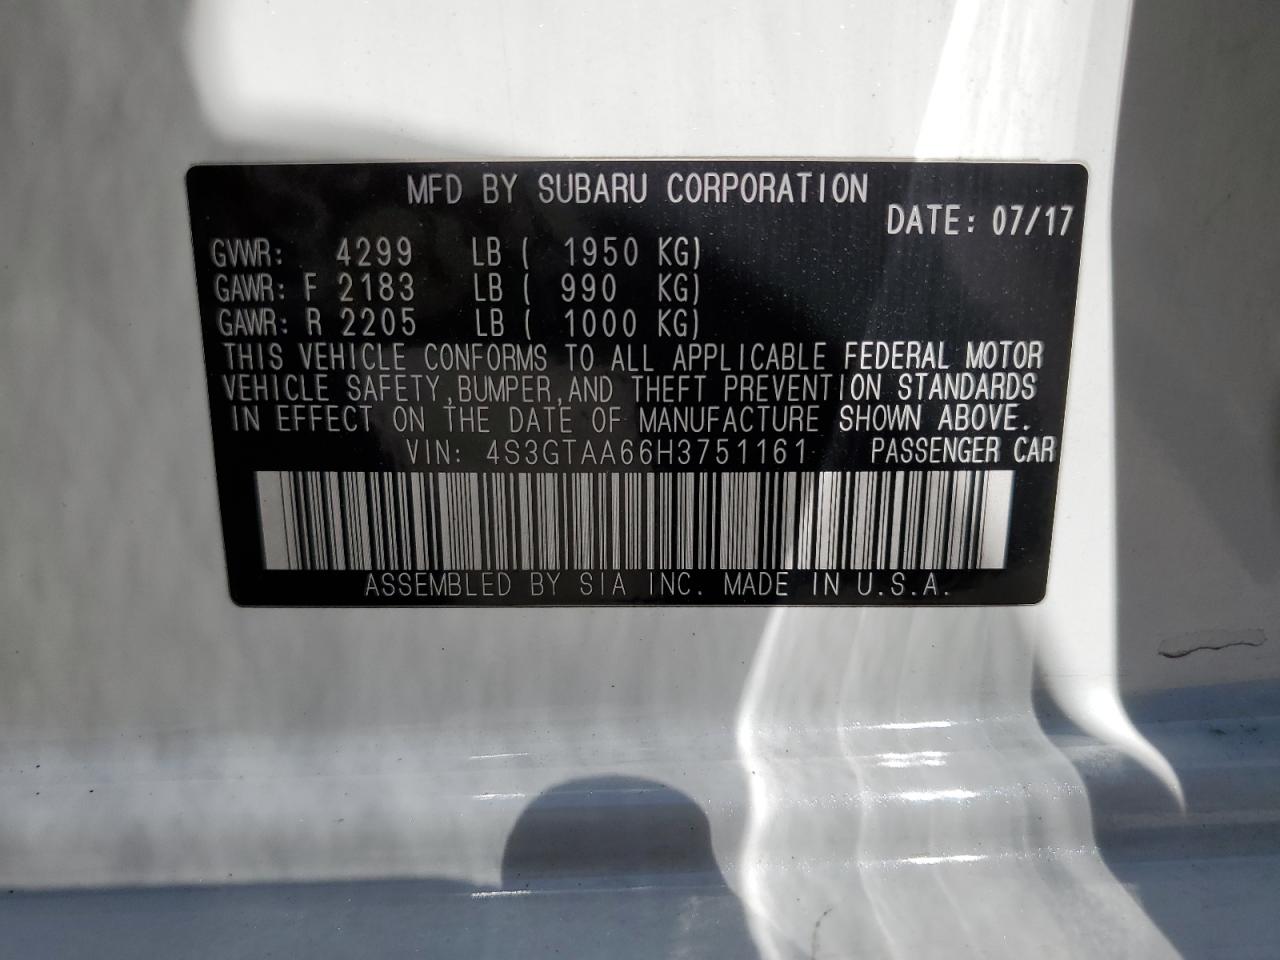 MFD BY SUBARU CORPORATION
DATE: 07/17
GVWR: 4299 LB ( 1950 KG)
GAWR: F 2183 LB ( 990 KG)
GAWR: R 2205 LB ( 1000 KG)
THIS VEHICLE CONFORMS TO ALL APPLICABLE FEDERAL MOTOR
VEHICLE SAFETY,BUMPER,AND THEFT PREVENTION STANDARDS
IN EFFECT ON THE DATE OF MANUFACTURE SHOWN ABOVE.
VIN: 4S3GTAA66H3751161 PASSENGER CAR
ASSEMBLED BY SIA INC. MADE IN U.S.A.